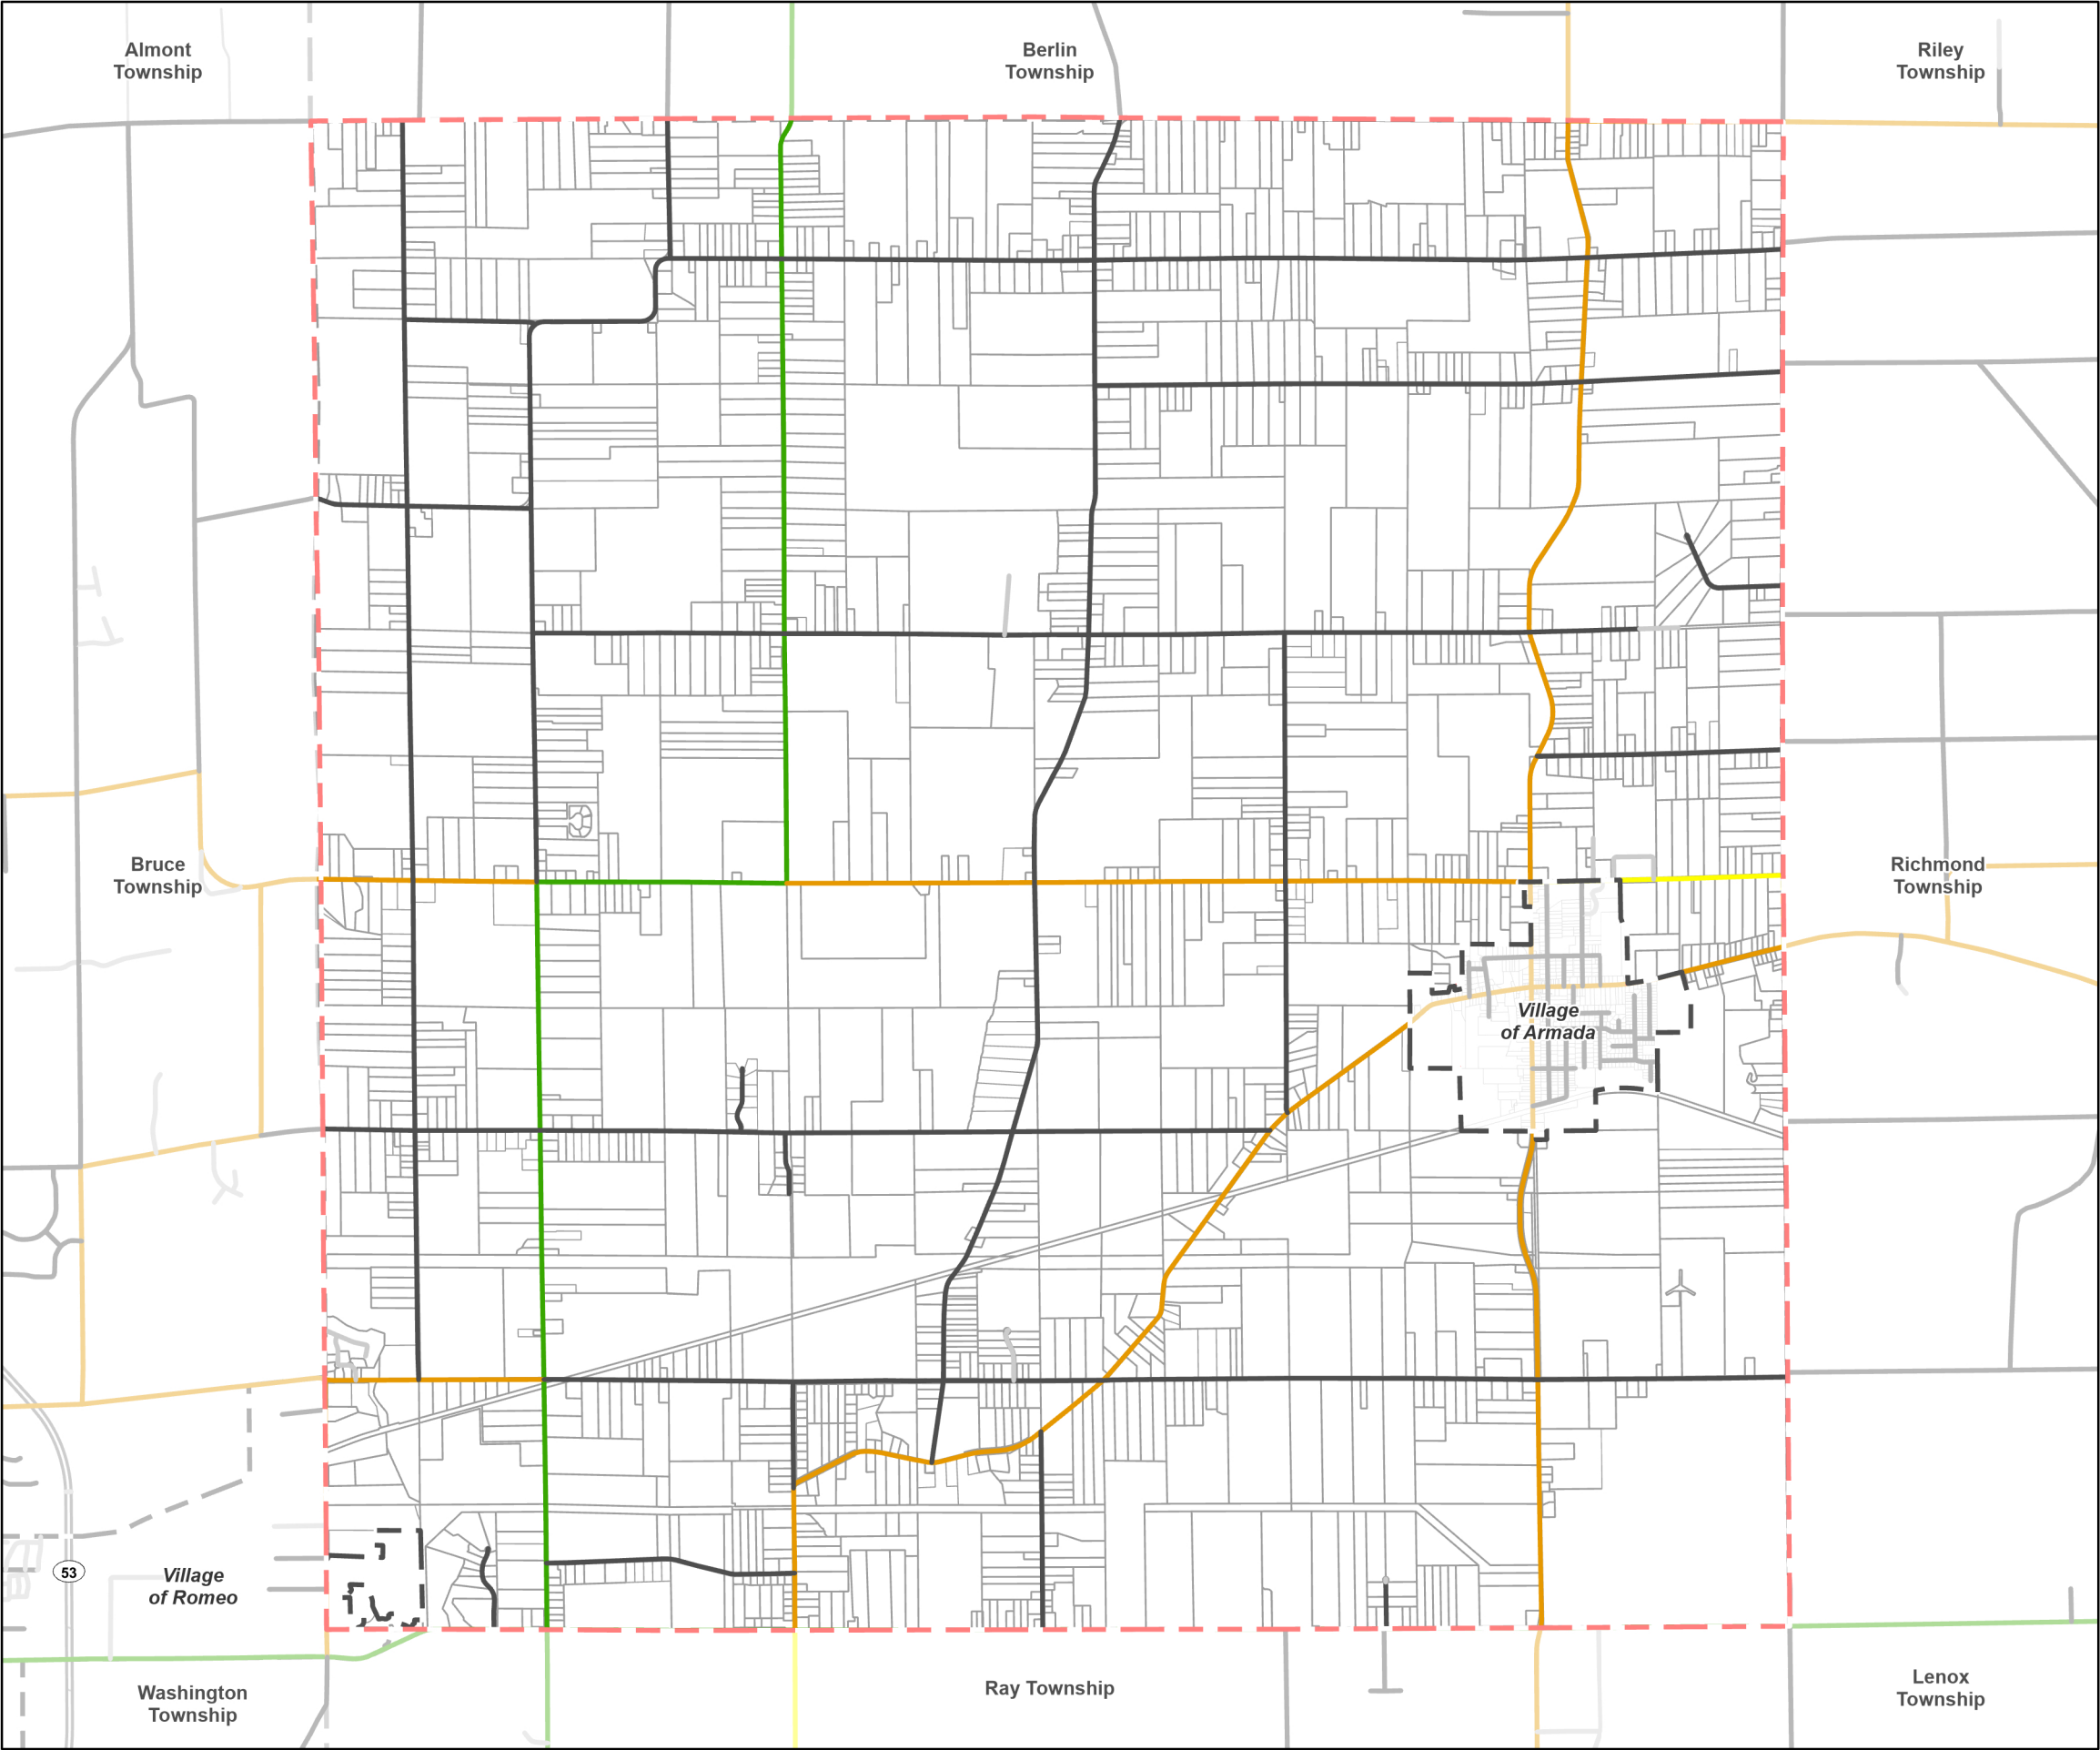 Almont
Township
Berlin
Township
Riley
Township
Bruce
Township
Richmond
Township
Village
of Armada
53
Village
of Romeo
Washington
Township
Ray Township
Lenox
Township